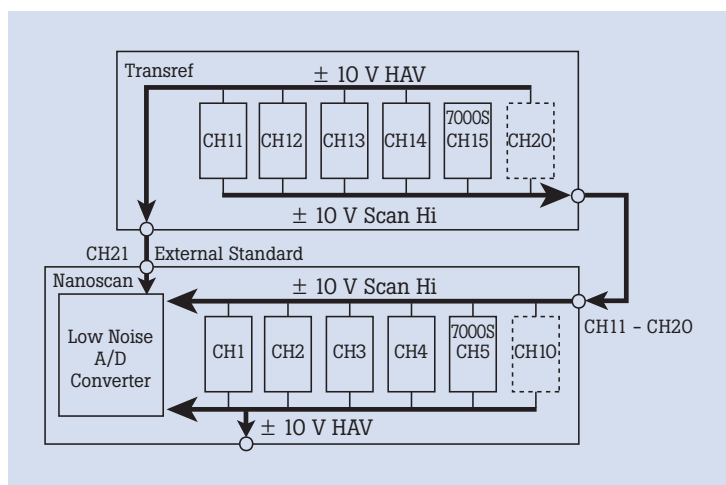 Transref
± 10 V HAV
CH11
CH12
CH13
CH14
7000S
CH15
CH20
± 10 V Scan Hi
CH21
External Standard
Nanoscan
± 10 V Scan Hi
CH11 - CH20
Low Noise
A/D
Converter
CH1
CH2
CH3
CH4
7000S
CH5
CH10
± 10 V HAV